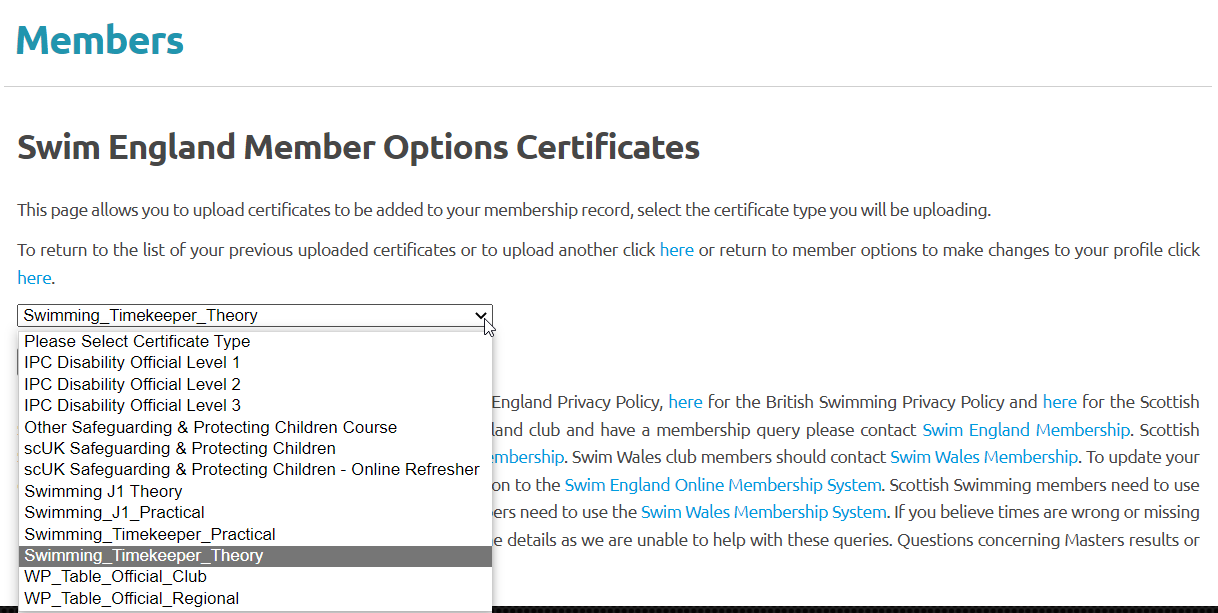 Members
Swim England Member Options Certificates
This page allows you to upload certificates to be added to your membership record, select the certificate type you will be uploading.
To return to the list of your previous uploaded certificates or to upload another click here or return to member options to make changes to your profile click
here.
Swimming_Timekeeper_Theory
Please Select Certificate Type
IPC Disability Official Level 1
IPC Disability Official Level 2
IPC Disability Official Level 3
Other Safeguarding & Protecting Children Course
scUK Safeguarding & Protecting Children
scUK Safeguarding & Protecting Children - Online Refresher
Swimming J1 Theory
Swimming_J1_Practical
Swimming_Timekeeper_Practical
Swimming_Timekeeper_Theory
WP_Table_Official_Club
WP_Table_Official_Regional
England Privacy Policy, here for the British Swimming Privacy Policy and here for the Scottish
club and have a membership query please contact Swim England Membership. Scottish
Swim Wales club members should contact Swim Wales Membership. To update your
to the Swim England Online Membership System. Scottish Swimming members need to use
need to use the Swim Wales Membership System. If you believe times are wrong or missing
details as we are unable to help with these queries. Questions concerning Masters results or